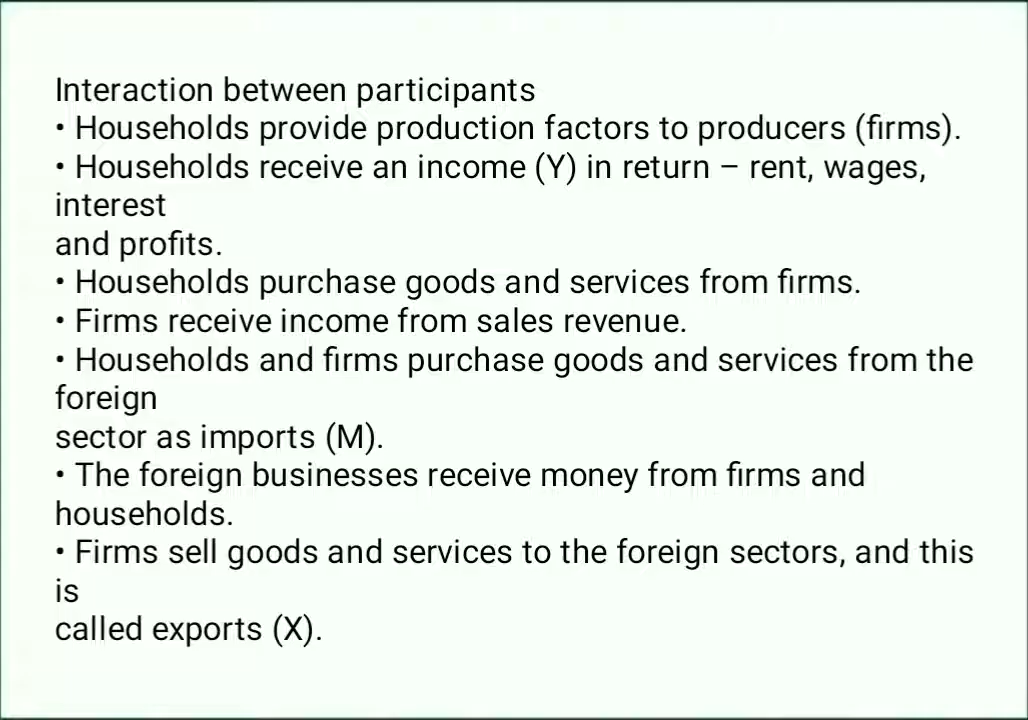 Interaction between participants
• Households provide production factors to producers (firms).
• Households receive an income (Y) in return – rent, wages,
interest
and profits.
• Households purchase goods and services from firms.
• Firms receive income from sales revenue.
• Households and firms purchase goods and services from the
foreign
sector as imports (M).
• The foreign businesses receive money from firms and
households.
• Firms sell goods and services to the foreign sectors, and this
is
called exports (X).